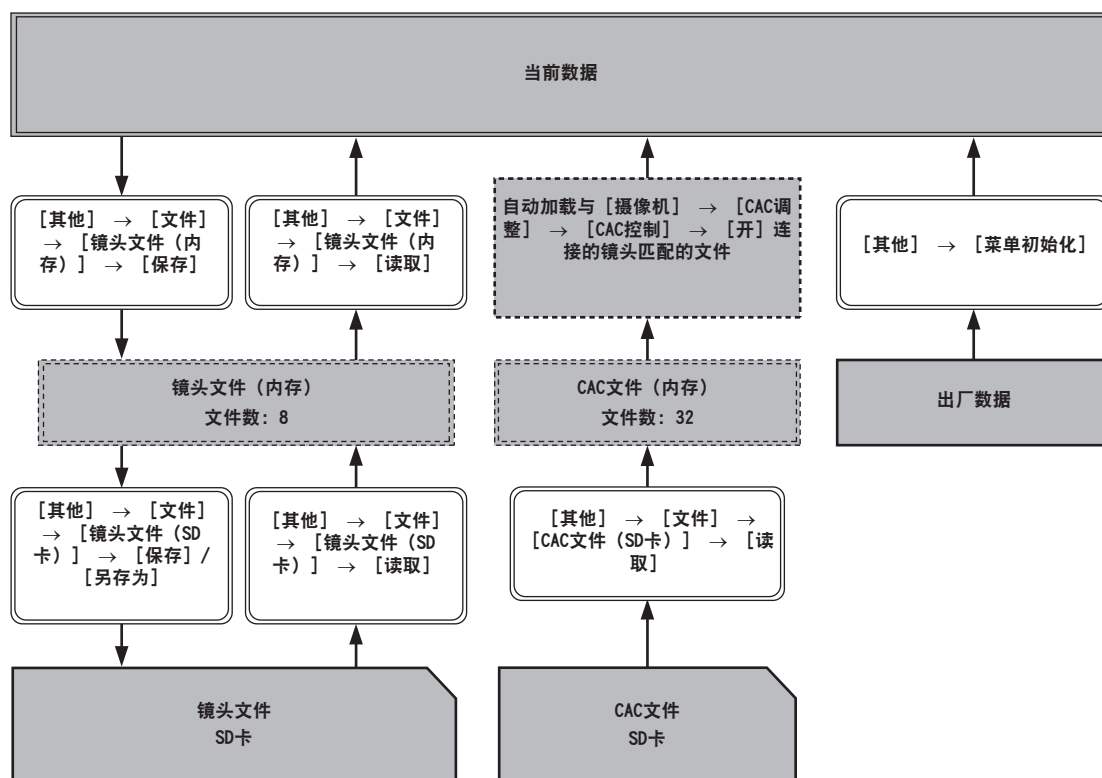 当前数据
[其他] → [文件]
→ [镜头文件（内
存）] → [保存]
[其他] → [文件]
→ [镜头文件（内
存）] → [读取]
自动加载与 [摄像机] → [CAC调
整] → [CAC控制] → [开] 连
接的镜头匹配的文件
[其他] → [菜单初始化]
镜头文件（内存）
文件数: 8
CAC文件（内存）
文件数: 32
出厂数据
[其他] → [文件]
→ [镜头文件（SD
卡）] → [保存] /
[另存为]
[其他] → [文件]
→ [镜头文件（SD
卡）] → [读取]
[其他] → [文件] →
[CAC文件（SD卡）] → [读
取]
镜头文件
SD卡
CAC文件
SD卡